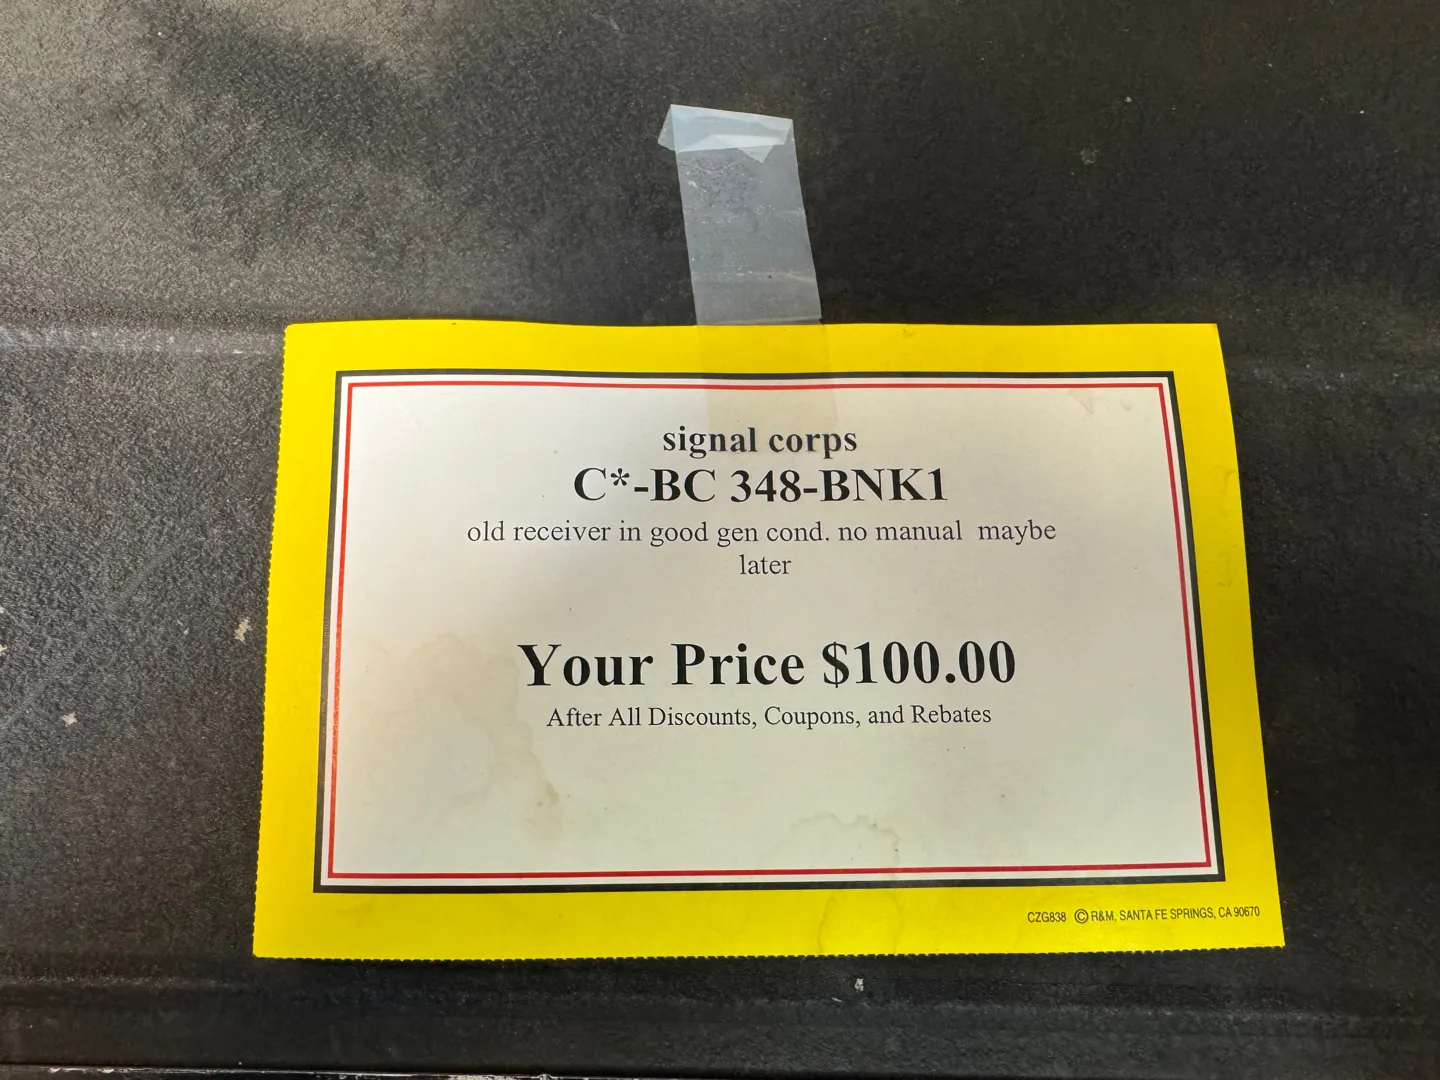 signal corps
C*-BC 348-BNK1
old receiver in good gen cond. no manual  maybe
later
Your Price $100.00
After All Discounts, Coupons, and Rebates
CZG838 © R&M, SANTA FE SPRINGS, CA 90670